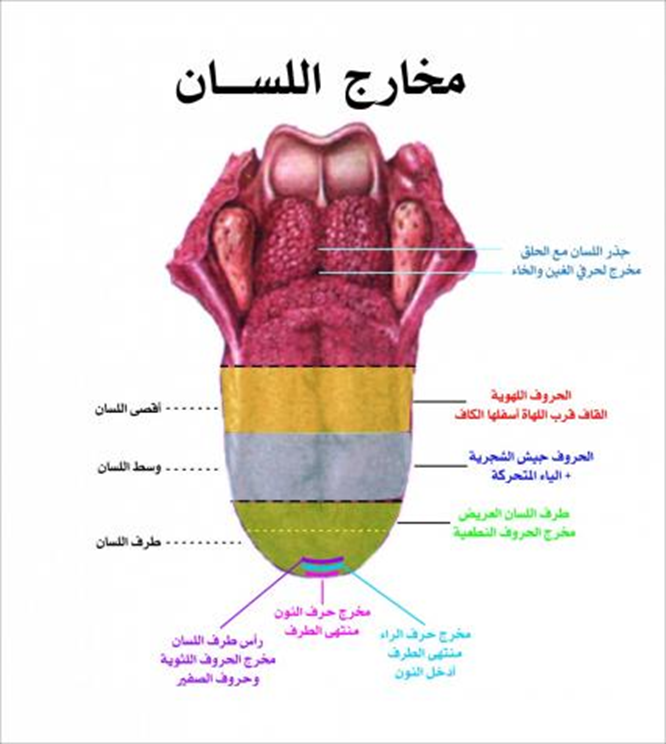 مخارج اللسـان
جذر اللسان مع الحلق
مخرج لحرفي الغين والخاء
الحروف اللهوية
القاف قرب اللهاة أسفلها الكاف
أقصى اللسان
الحروف جيش الشجرية
+ الياء المتحركة
وسط اللسان
طرف اللسان العريض
مخرج الحروف النطعية
طرف اللسان
مخرج حرف النون
منتهى الطرف
مخرج حرف الراء
منتهى الطرف
أدخل النون
رأس طرف اللسان
مخرج الحروف اللثوية
وحروف الصفير